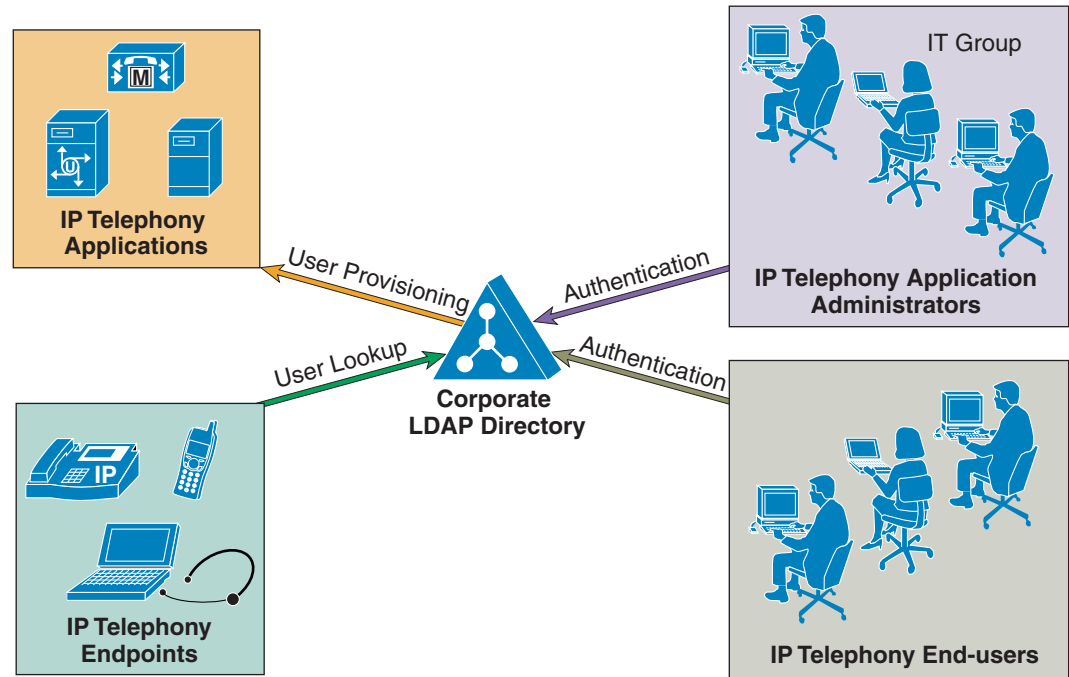 M
U
IP Telephony
Applications
IT Group
IP Telephony Application
Administrators
User Provisioning
Authentication
User Lookup
Authentication
Corporate
LDAP Directory
IP
IP Telephony
Endpoints
IP Telephony End-users